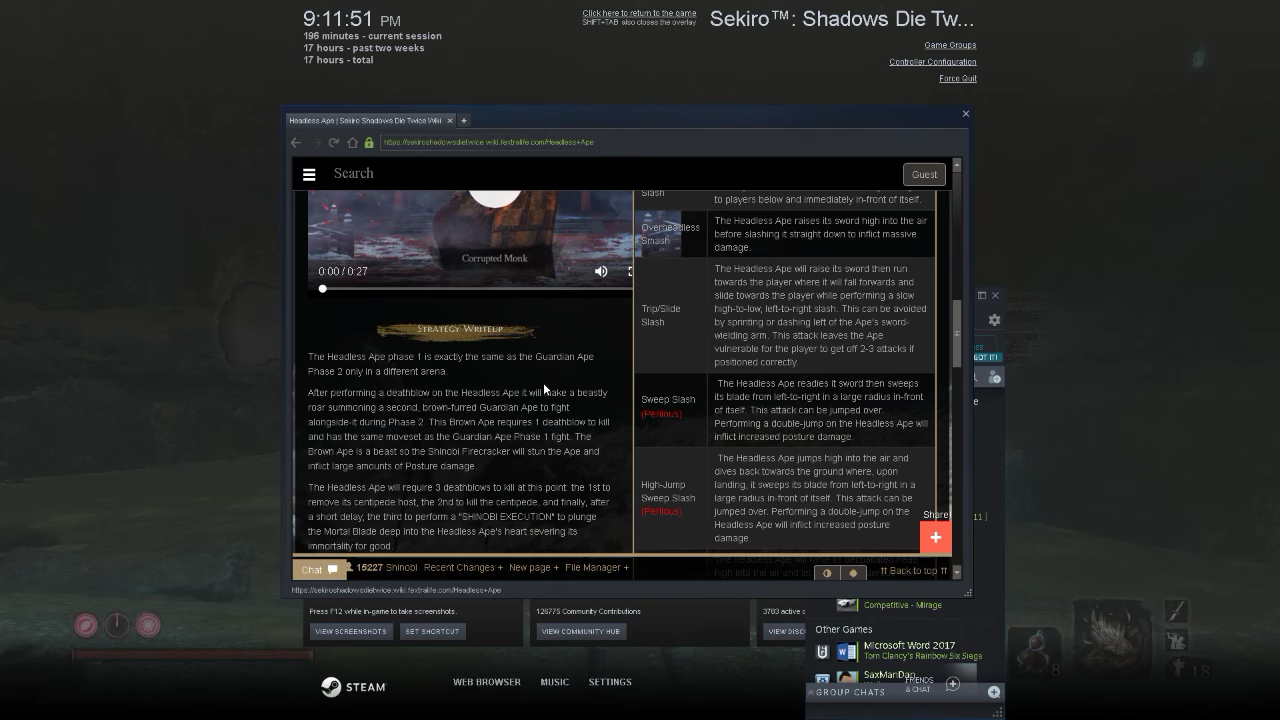 9:11:51 PM
196 minutes - current session
17 hours - past two weeks
17 hours - total
Click here to return to the game
SHIFT+TAB also closes the overlay
Sekiro™: Shadows Die Tw...
Game Groups
Controller Configuration
Force Quit
Headless Ape | Sekiro Shadows Die Twice Wiki
https://sekiroshadowsdietwice.wiki.fextralife.com/Headless+Ape
Search
Guest
Corrupted Monk
0:00 / 0:27
Strategy Writeup
The Headless Ape phase 1 is exactly the same as the Guardian Ape
Phase 2 only in a different arena.
After performing a deathblow on the Headless Ape it will make a beastly
roar summoning a second, brown-furred Guardian Ape to fight
alongside-it during Phase 2. This Brown Ape requires 1 deathblow to kill
and has the same moveset as the Guardian Ape Phase 1 fight. The
Brown Ape is a beast so the Shinobi Firecracker will stun the Ape and
inflict large amounts of Posture damage.
The Headless Ape will require 3 deathblows to kill at this point: the 1st to
remove its centipede host, the 2nd to kill the centipede, and finally, after
a short delay, the third to perform a "SHINOBI EXECUTION" to plunge
the Mortal Blade deep into the Headless Ape's heart severing its
immortality for good.
Slash
to players below and immediately in-front of itself.
Overheadless
Smash
The Headless Ape raises its sword high into the air
before slashing it straight down to inflict massive
damage.
Trip/Slide
Slash
The Headless Ape will raise its sword then run
towards the player where it will fall forwards and
slide towards the player while performing a slow
high-to-low, left-to-right slash. This can be avoided
by sprinting or dashing left of the Ape's sword-
wielding arm. This attack leaves the Ape
vulnerable for the player to get off 2-3 attacks if
positioned correctly.
Sweep Slash
(Perilous)
The Headless Ape readies it sword then sweeps
its blade from left-to-right in a large radius in-front
of itself. This attack can be jumped over.
Performing a double-jump on the Headless Ape will
inflict increased posture damage.
High-Jump
Sweep Slash
(Perilous)
The Headless Ape jumps high into the air and
dives back towards the ground where, upon
landing, it sweeps its blade from left-to-right in a
large radius in-front of itself. This attack can be
jumped over. Performing a double-jump on the
Headless Ape will inflict increased posture
damage.
Share
Chat
15227 Shinobi
Recent Changes +
New page +
File Manager +
!! Back to top !!
https://sekiroshadowsdietwice.wiki.fextralife.com/Headless+Ape
GOT IT!
Press F12 while in-game to take screenshots.
VIEW SCREENSHOTS
SET SHORTCUT
126775 Community Contributions
VIEW COMMUNITY HUB
3783 active
VIEW DISC
Competitive - Mirage
Other Games
Microsoft Word 2017
Tom Clancy's Rainbow Six Siege
SaxManDan
FRIENDS
& CHAT
GROUP CHATS
STEAM
WEB BROWSER
MUSIC
SETTINGS
8
18